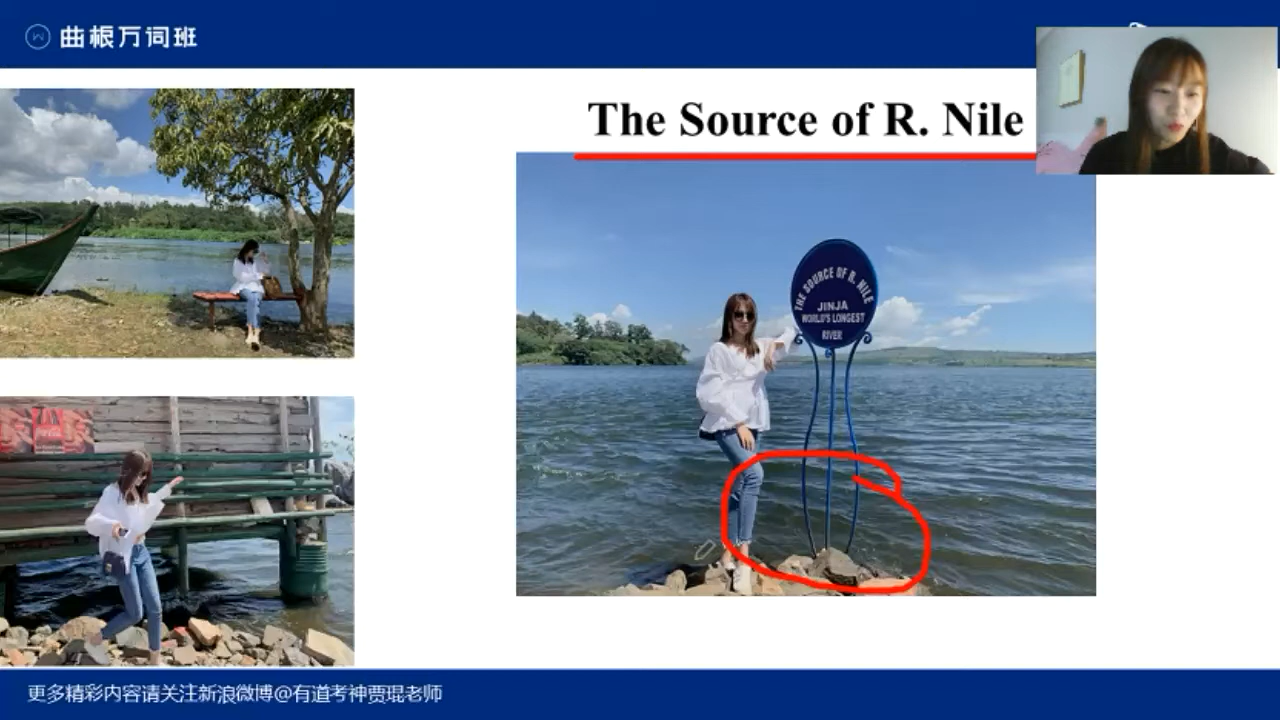 曲根万词班
The Source of R. Nile
THE SOURCE OF R. NILE
JINJA
WORLD'S LONGEST
RIVER
更多精彩内容请关注新浪微博@有道考神贾琨老师